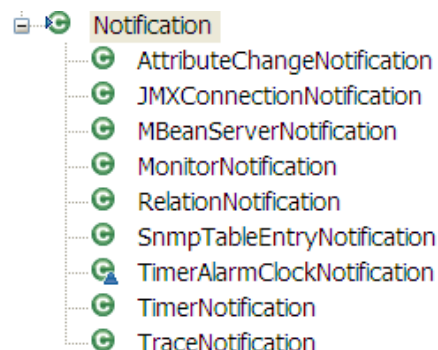 Notification
AttributeChangeNotification
JMXConnectionNotification
MBeanServerNotification
MonitorNotification
RelationNotification
SnmpTableEntryNotification
TimerAlarmClockNotification
TimerNotification
TraceNotification